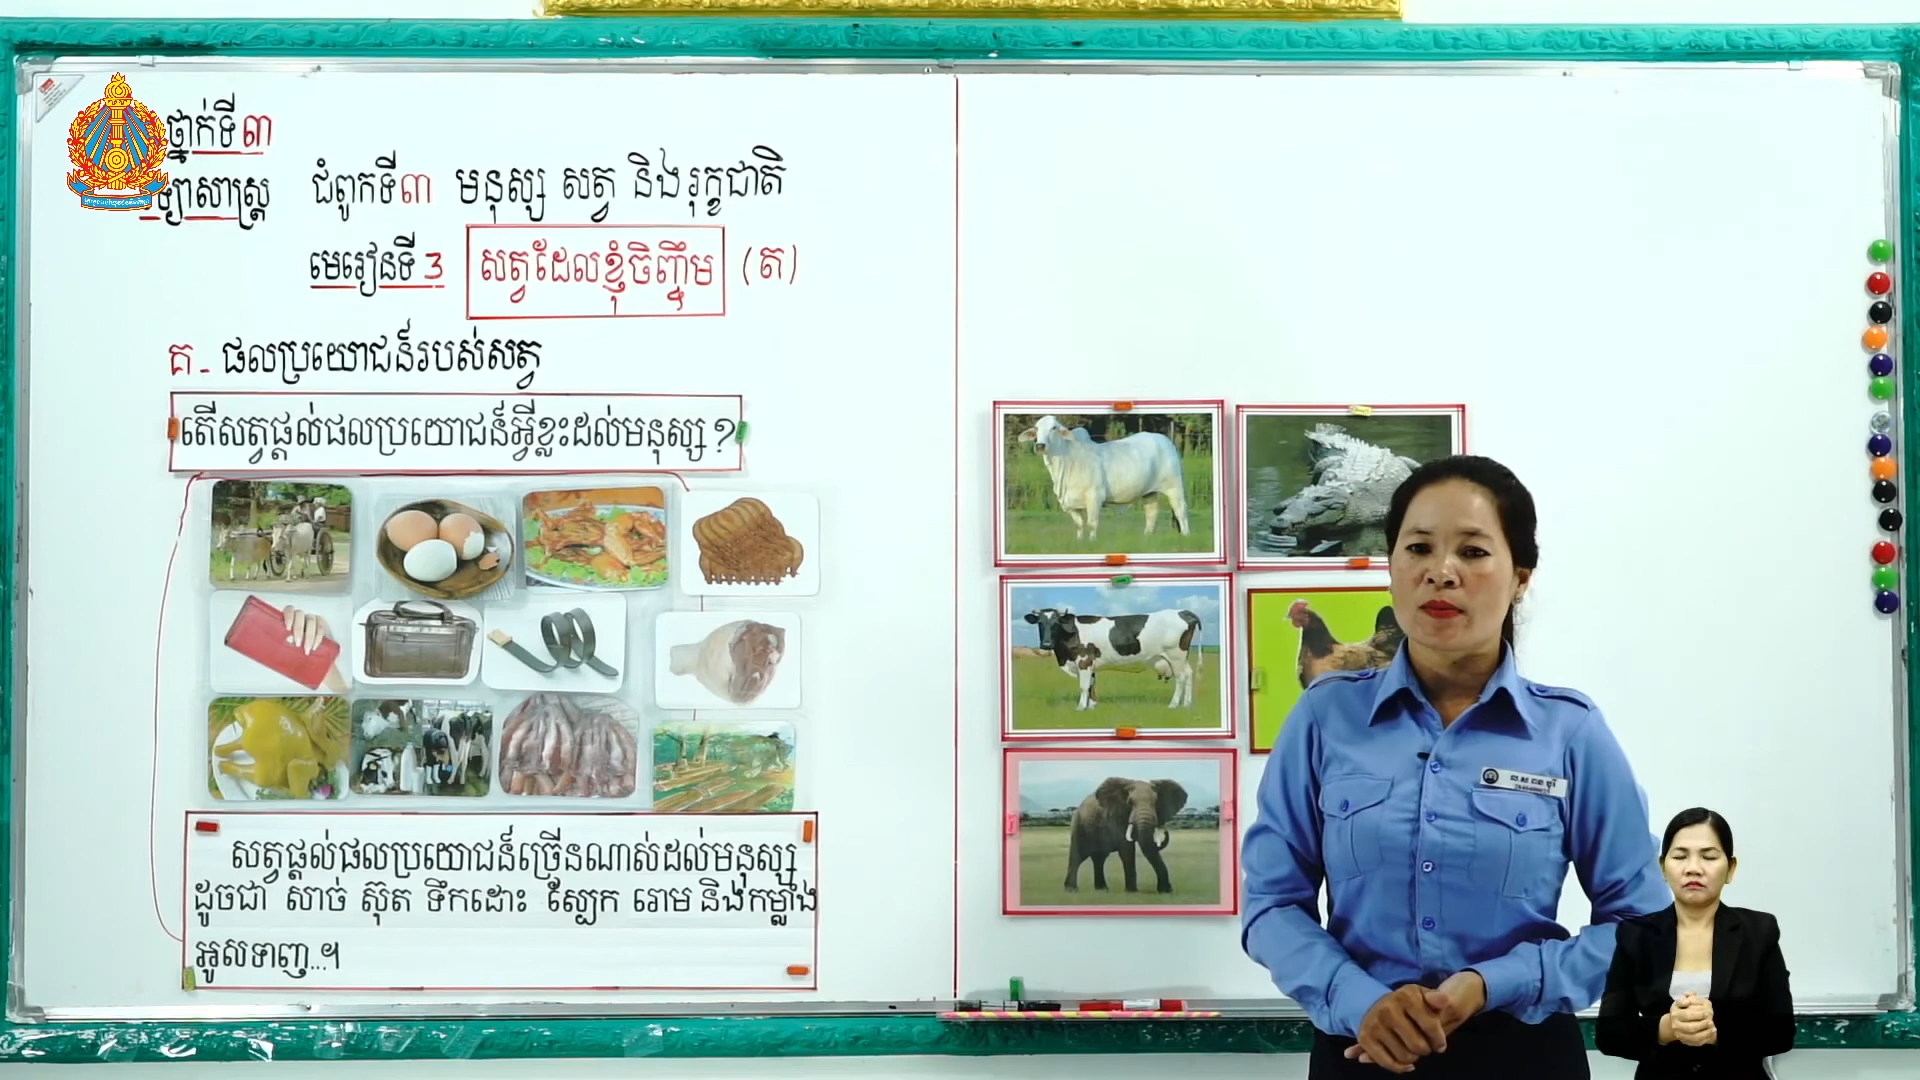 ថ្នាក់ទី៣
វិទ្យាសាស្ត្រ
ជំពូកទី៣ មនុស្ស សត្វ និងរុក្ខជាតិ
មេរៀនទី 3 សត្វដែលខ្ញុំចិញ្ចឹម (ត)
គ - ផលប្រយោជន៍របស់សត្វ
តើសត្វផ្តល់ផលប្រយោជន៍អ្វីខ្លះដល់មនុស្ស?
សត្វផ្តល់ផលប្រយោជន៍ច្រើនណាស់ដល់មនុស្ស
ដូចជា សាច់ ស៊ុត ទឹកដោះ ស្បែក រោម និងកម្លាំង
អូសទាញ...។